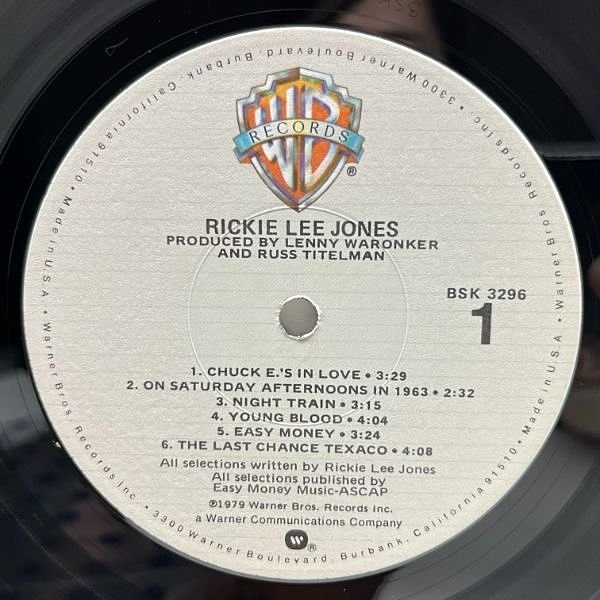 WB
RECORDS
®
RICKIE LEE JONES
PRODUCED BY LENNY WARONKER
AND RUSS TITELMAN
BSK 3296
1
1. CHUCK E.'S IN LOVE • 3:29
2. ON SATURDAY AFTERNOONS IN 1963 • 2:32
3. NIGHT TRAIN • 3:15
4. YOUNG BLOOD • 4:04
5. EASY MONEY • 3:24
6. THE LAST CHANCE TEXACO • 4:08
All selections written by Rickie Lee Jones
All selections published by
Easy Money Music-ASCAP
℗1979 Warner Bros. Records Inc.
a Warner Communications Company
W®
Warner Bros. Records Inc. • 3300 Warner Boulevard, Burbank, California 91510 • Made in U.S.A. • Warner Bros. Records Inc. • 3300 Warner Boulevard, Burbank, California 91510 • Made in U.S.A. •